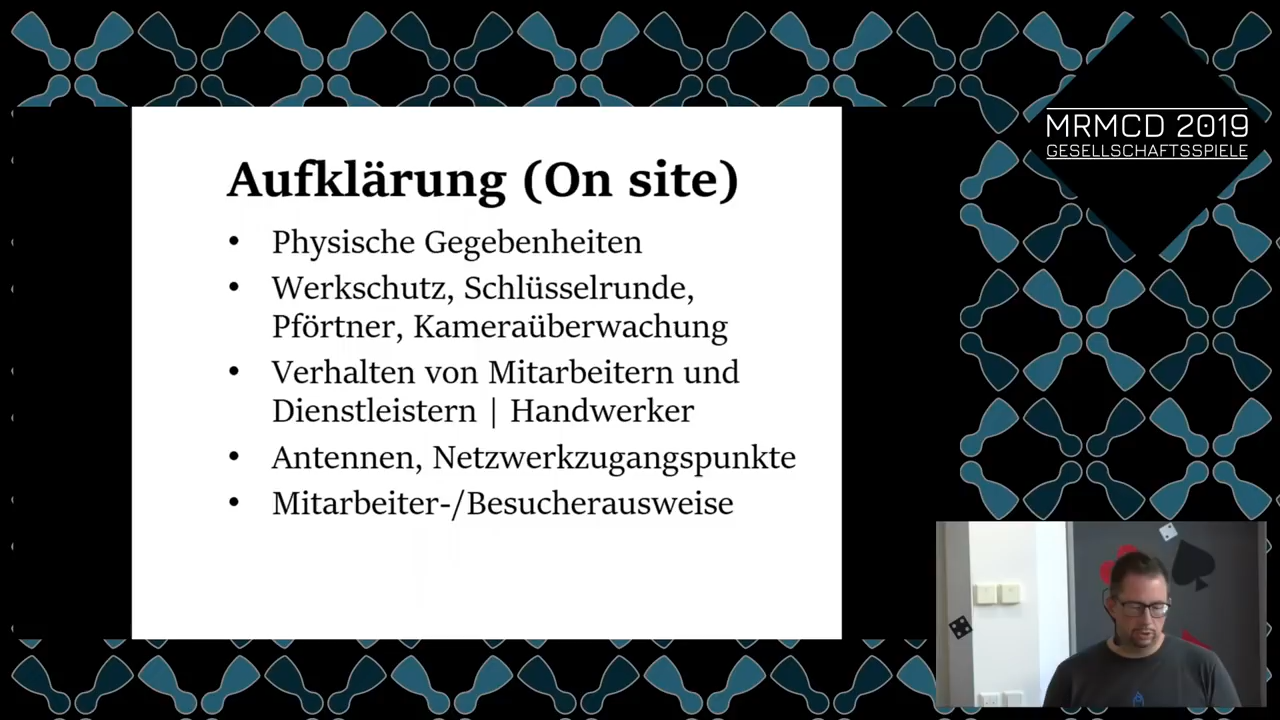 Aufklärung (On site)
• Physische Gegebenheiten
• Werkschutz, Schlüsselrunde,
Pförtner, Kameraüberwachung
• Verhalten von Mitarbeitern und
Dienstleistern | Handwerker
• Antennen, Netzwerkzugangspunkte
• Mitarbeiter-/Besucherausweise
MRMCD 2019
GESELLSCHAFTSSPIELE